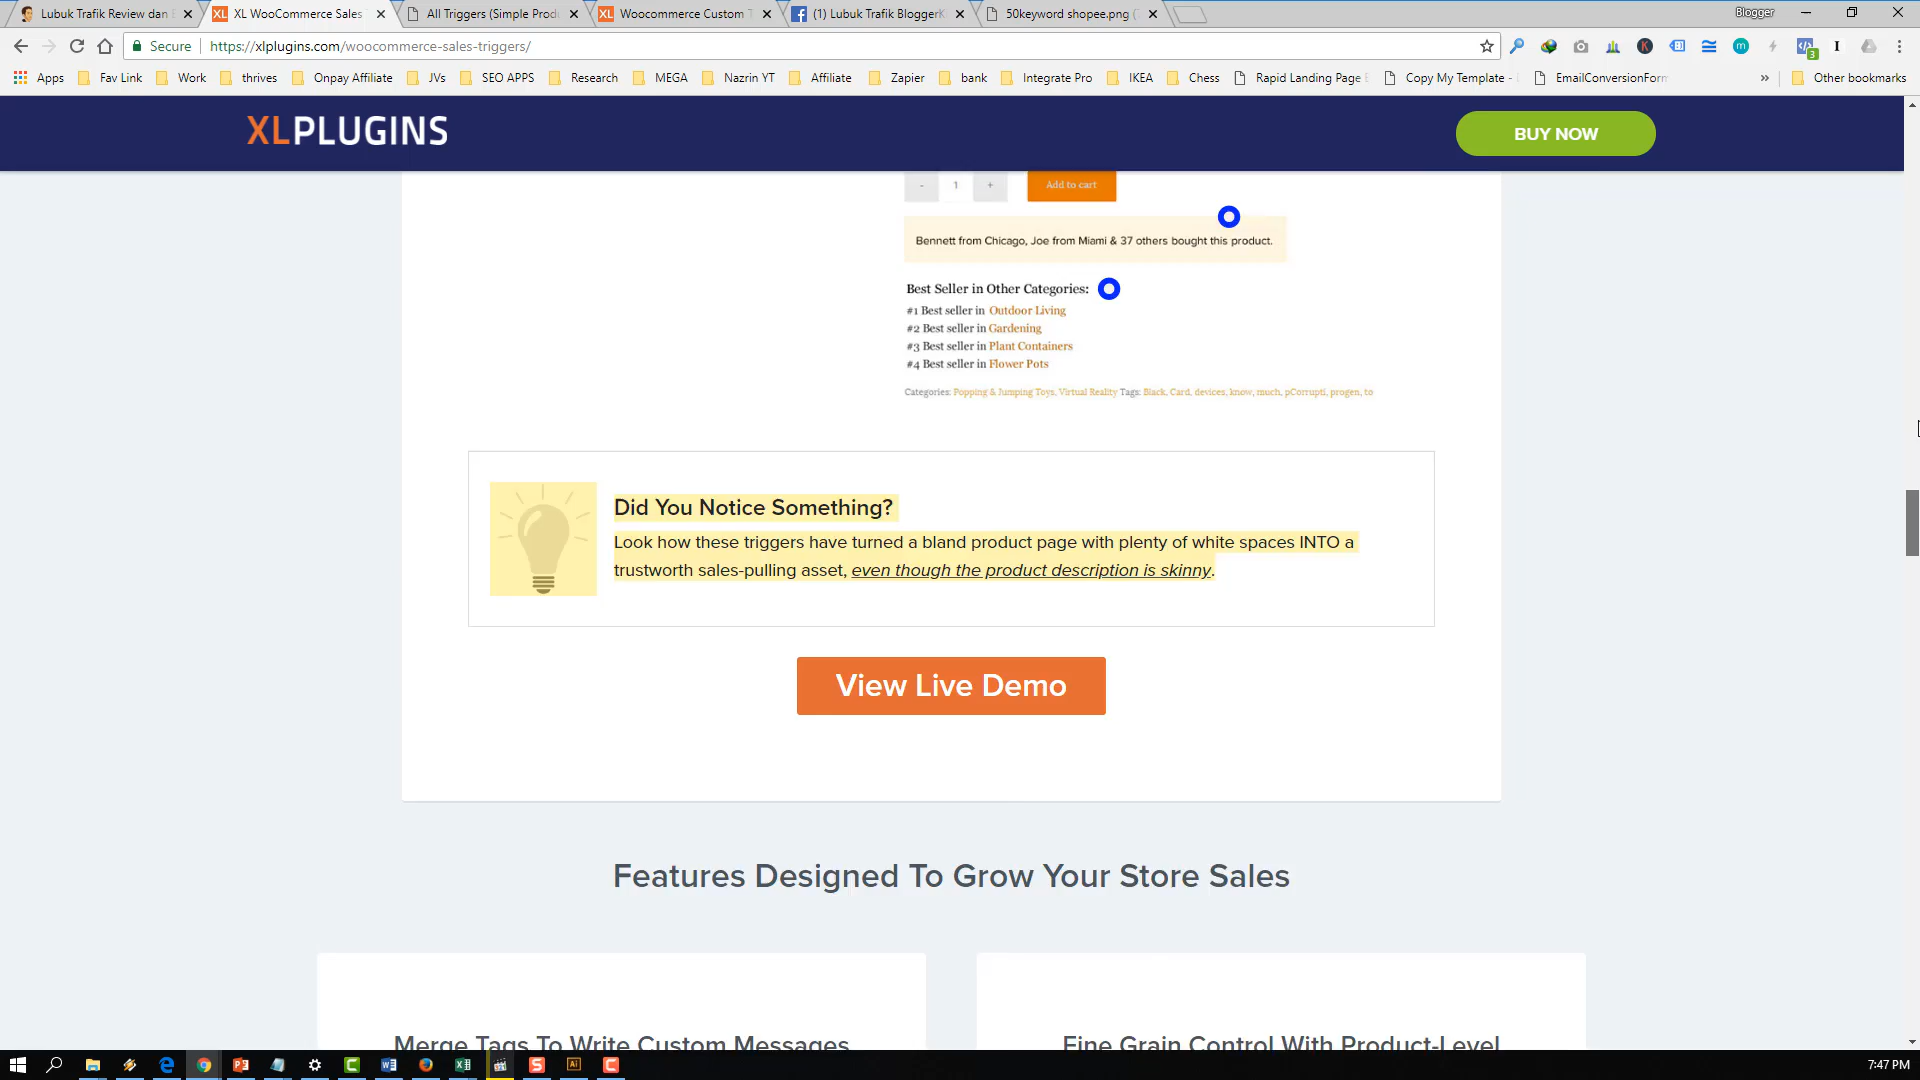 Lubuk Trafik Review dan
XL WooCommerce Sales
All Triggers (Simple Prod
Woocommerce Custom T
(1) Lubuk Trafik BloggerK
50keyword shopee.png (
Blogger
Secure
https://xlplugins.com/woocommerce-sales-triggers/
3
Apps
Fav Link
Work
thrives
Onpay Affiliate
JVs
SEO APPS
Research
MEGA
Nazrin YT
Affiliate
Zapier
bank
Integrate Pro
IKEA
Chess
Rapid Landing Page
Copy My Template -
EmailConversionForm
»
Other bookmarks
XLPLUGINS
BUY NOW
- 1 +
Add to cart
Bennett from Chicago, Joe from Miami & 37 others bought this product.
Best Seller in Other Categories:
#1 Best seller in Outdoor Living
#2 Best seller in Gardening
#3 Best seller in Plant Containers
#4 Best seller in Flower Pots
Categories: Popping & Jumping Toys, Virtual Reality Tags: Black, Card, devices, know, much, pCorrupti, progen, to
Did You Notice Something?
Look how these triggers have turned a bland product page with plenty of white spaces INTO a
trustworth sales-pulling asset, even though the product description is skinny.
View Live Demo
Features Designed To Grow Your Store Sales
Merge Tags To Write Custom Messages
Fine Grain Control With Product-Level
7:47 PM